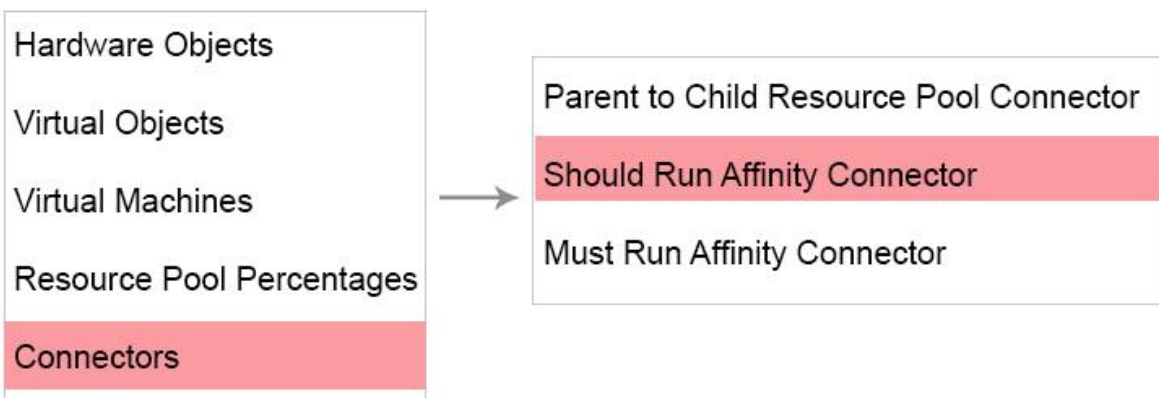 Hardware Objects
Virtual Objects
Virtual Machines
Resource Pool Percentages
Connectors
Parent to Child Resource Pool Connector
Should Run Affinity Connector
Must Run Affinity Connector